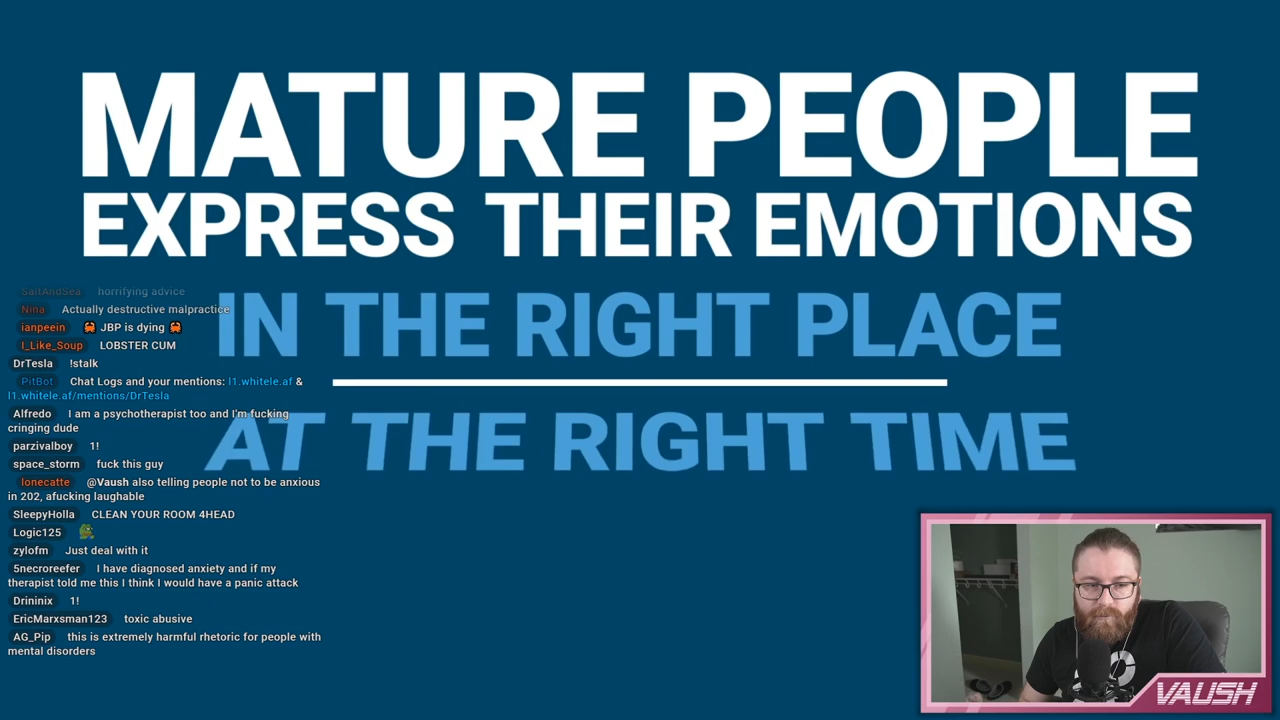 MATURE PEOPLE
EXPRESS THEIR EMOTIONS
IN THE RIGHT PLACE
AT THE RIGHT TIME
SaltAndSea horrifying advice
Nina Actually destructive malpractice
ianpeein JBP is dying
I_Like_Soup LOBSTER CUM
DrTesla !stalk
PitBot Chat Logs and your mentions: l1.whitele.af &
l1.whitele.af/mentions/DrTesla
Alfredo I am a psychotherapist too and I'm fucking
cringing dude
parzivalboy 1!
space_storm fuck this guy
lonecatte @Vaush also telling people not to be anxious
in 202, afucking laughable
SleepyHolla CLEAN YOUR ROOM 4HEAD
Logic125
zylofm Just deal with it
5necroreefer I have diagnosed anxiety and if my
therapist told me this I think I would have a panic attack
Drininix 1!
EricMarxsman123 toxic abusive
AG_Pip this is extremely harmful rhetoric for people with
mental disorders
VAUSH